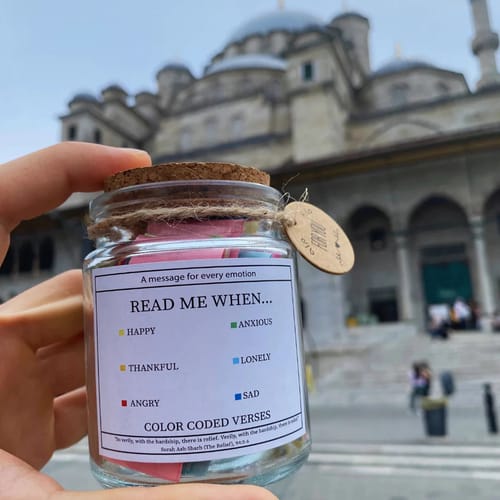 FOR YOU
A message for every emotion
READ ME WHEN...
HAPPY
ANXIOUS
THANKFUL
LONELY
ANGRY
SAD
COLOR CODED VERSES
"So verily, with the hardship, there is relief. Verily, with the hardship, there is relief."
Surah Ash-Sharh (The Relief), 94:5-6